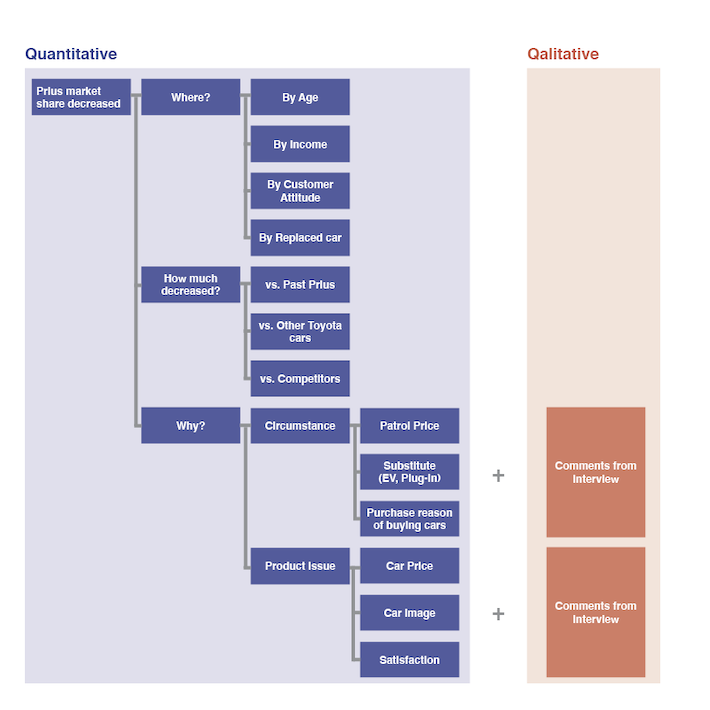 Quantitative
Qalitative
Prius market
share decreased
Where?
By Age
By Income
By Customer
Attitude
By Replaced car
How much
decreased?
vs. Past Prius
vs. Other Toyota
cars
vs. Competitors
Why?
Circumstance
Patrol Price
Substitute
(EV, Plug-in)
Purchase reason
of buying cars
+
Comments from
Interview
Product Issue
Car Price
Car Image
Satisfaction
+
Comments from
Interview